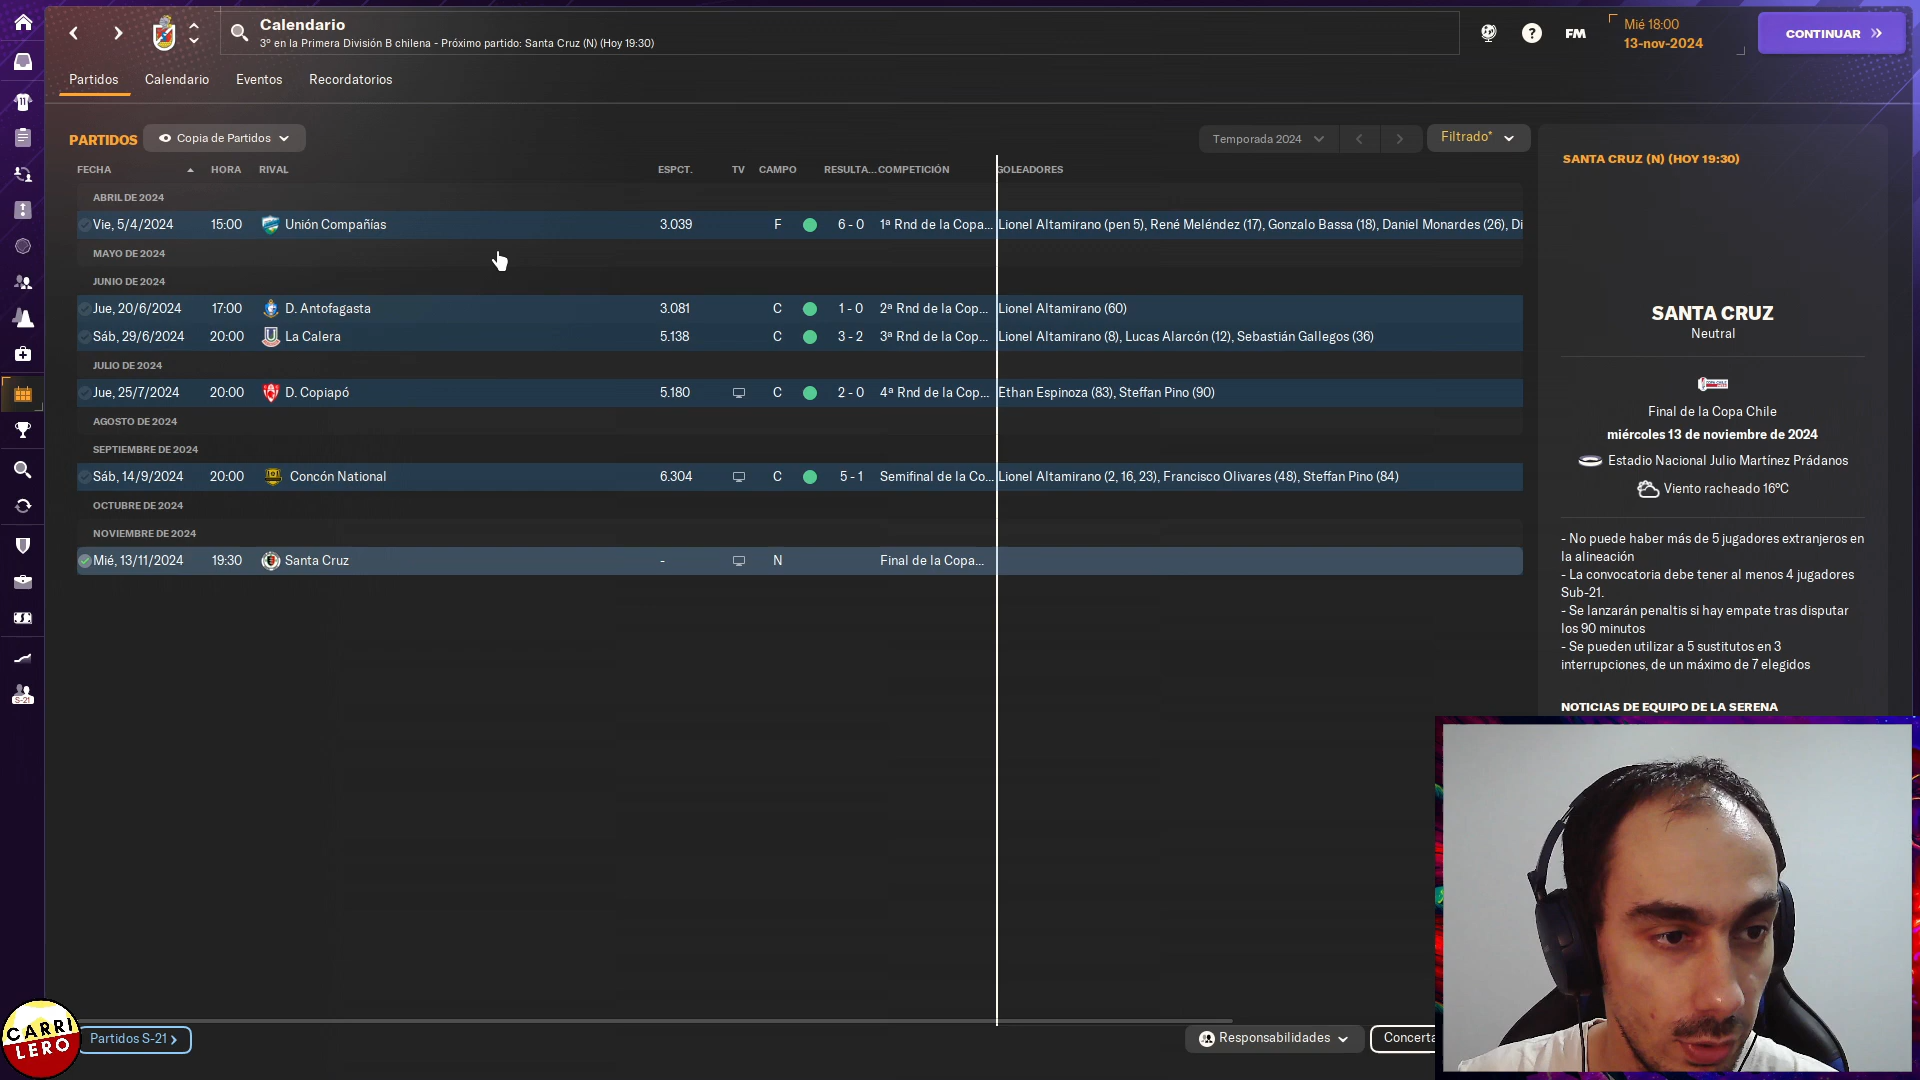 Calendario
3º en la Primera División B chilena - Próximo partido: Santa Cruz (N) (Hoy 19:30)
FM
Mié 18:00
13-nov-2024
CONTINUAR
Partidos Calendario Eventos Recordatorios
PARTIDOS Copia de Partidos Temporada 2024 Filtrado*
FECHA HORA RIVAL ESPCT. TV CAMPO RESULTA... COMPETICIÓN GOLEADORES
ABRIL DE 2024
Vie, 5/4/2024 15:00 Unión Compañías 3.039 F 6 - 0 1ª Rnd de la Copa... Lionel Altamirano (pen 5), René Meléndez (17), Gonzalo Bassa (18), Daniel Monardes (26), Di
MAYO DE 2024
JUNIO DE 2024
Jue, 20/6/2024 17:00 D. Antofagasta 3.081 C 1 - 0 2ª Rnd de la Cop... Lionel Altamirano (60)
Sáb, 29/6/2024 20:00 La Calera 5.138 C 3 - 2 3ª Rnd de la Cop... Lionel Altamirano (8), Lucas Alarcón (12), Sebastián Gallegos (36)
JULIO DE 2024
Jue, 25/7/2024 20:00 D. Copiapó 5.180 C 2 - 0 4ª Rnd de la Cop... Ethan Espinoza (83), Steffan Pino (90)
AGOSTO DE 2024
SEPTIEMBRE DE 2024
Sáb, 14/9/2024 20:00 Concón National 6.304 C 5 - 1 Semifinal de la Co... Lionel Altamirano (2, 16, 23), Francisco Olivares (48), Steffan Pino (84)
OCTUBRE DE 2024
NOVIEMBRE DE 2024
Mié, 13/11/2024 19:30 Santa Cruz - N Final de la Copa...
SANTA CRUZ (N) (HOY 19:30)
SANTA CRUZ
Neutral
Final de la Copa Chile
miércoles 13 de noviembre de 2024
Estadio Nacional Julio Martínez Prádanos
Viento racheado 16ºC
- No puede haber más de 5 jugadores extranjeros en
la alineación
- La convocatoria debe tener al menos 4 jugadores
Sub-21.
- Se lanzarán penaltis si hay empate tras disputar
los 90 minutos
- Se pueden utilizar a 5 sustitutos en 3
interrupciones, de un máximo de 7 elegidos
NOTICIAS DE EQUIPO DE LA SERENA
S-21
CARRI
LERO
Partidos S-21
Responsabilidades
Concerta